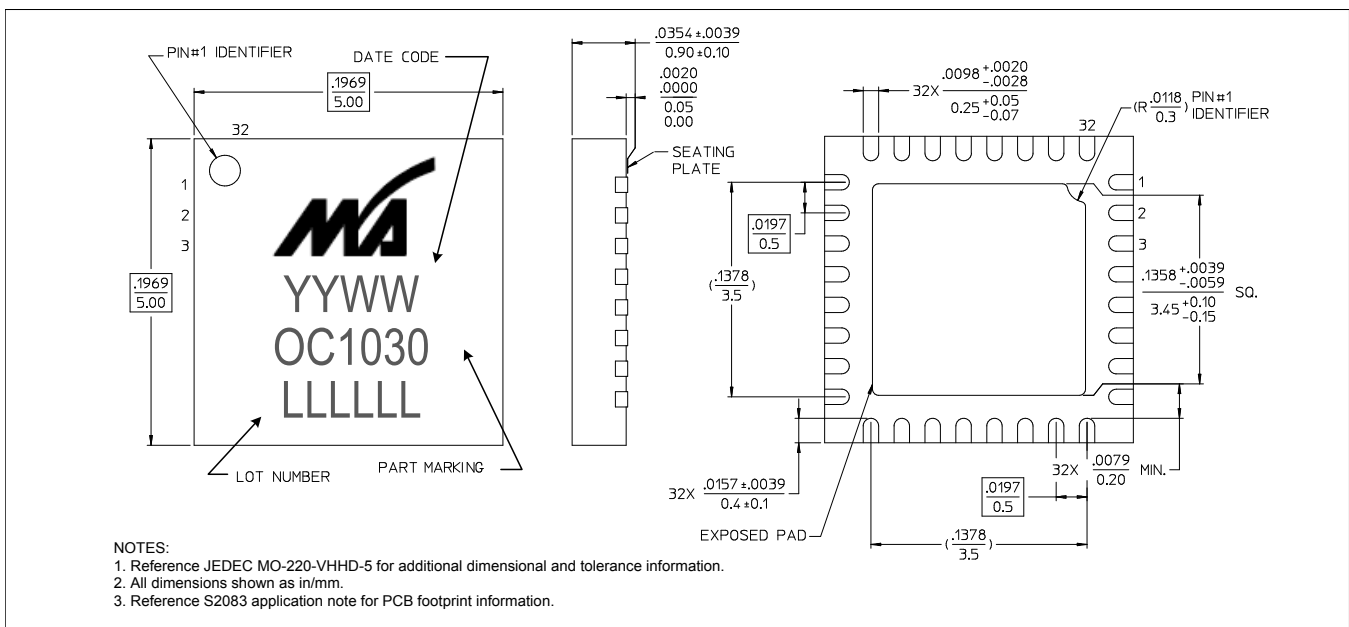 PIN#1 IDENTIFIER
DATE CODE
.1969
5.00
32
1
2
3
.1969
5.00
MA
YYWW
OC1030
LLLLLL
LOT NUMBER
PART MARKING
.0354±.0039
0.90±0.10
.0020
.0000
0.05
0.00
SEATING
PLATE
32X .0098 +.0020 -.0028
0.25 +0.05 -0.07
(R .0118 / 0.3) PIN#1
IDENTIFIER
32
1
2
3
.0197
0.5
(.1378 / 3.5)
.1358 +.0039 -.0059
3.45 +0.10 -0.15
SQ.
32X .0157±.0039
0.4±0.1
32X .0079 MIN.
0.20
.0197
0.5
EXPOSED PAD
(.1378 / 3.5)
NOTES:
1. Reference JEDEC MO-220-VHHD-5 for additional dimensional and tolerance information.
2. All dimensions shown as in/mm.
3. Reference S2083 application note for PCB footprint information.